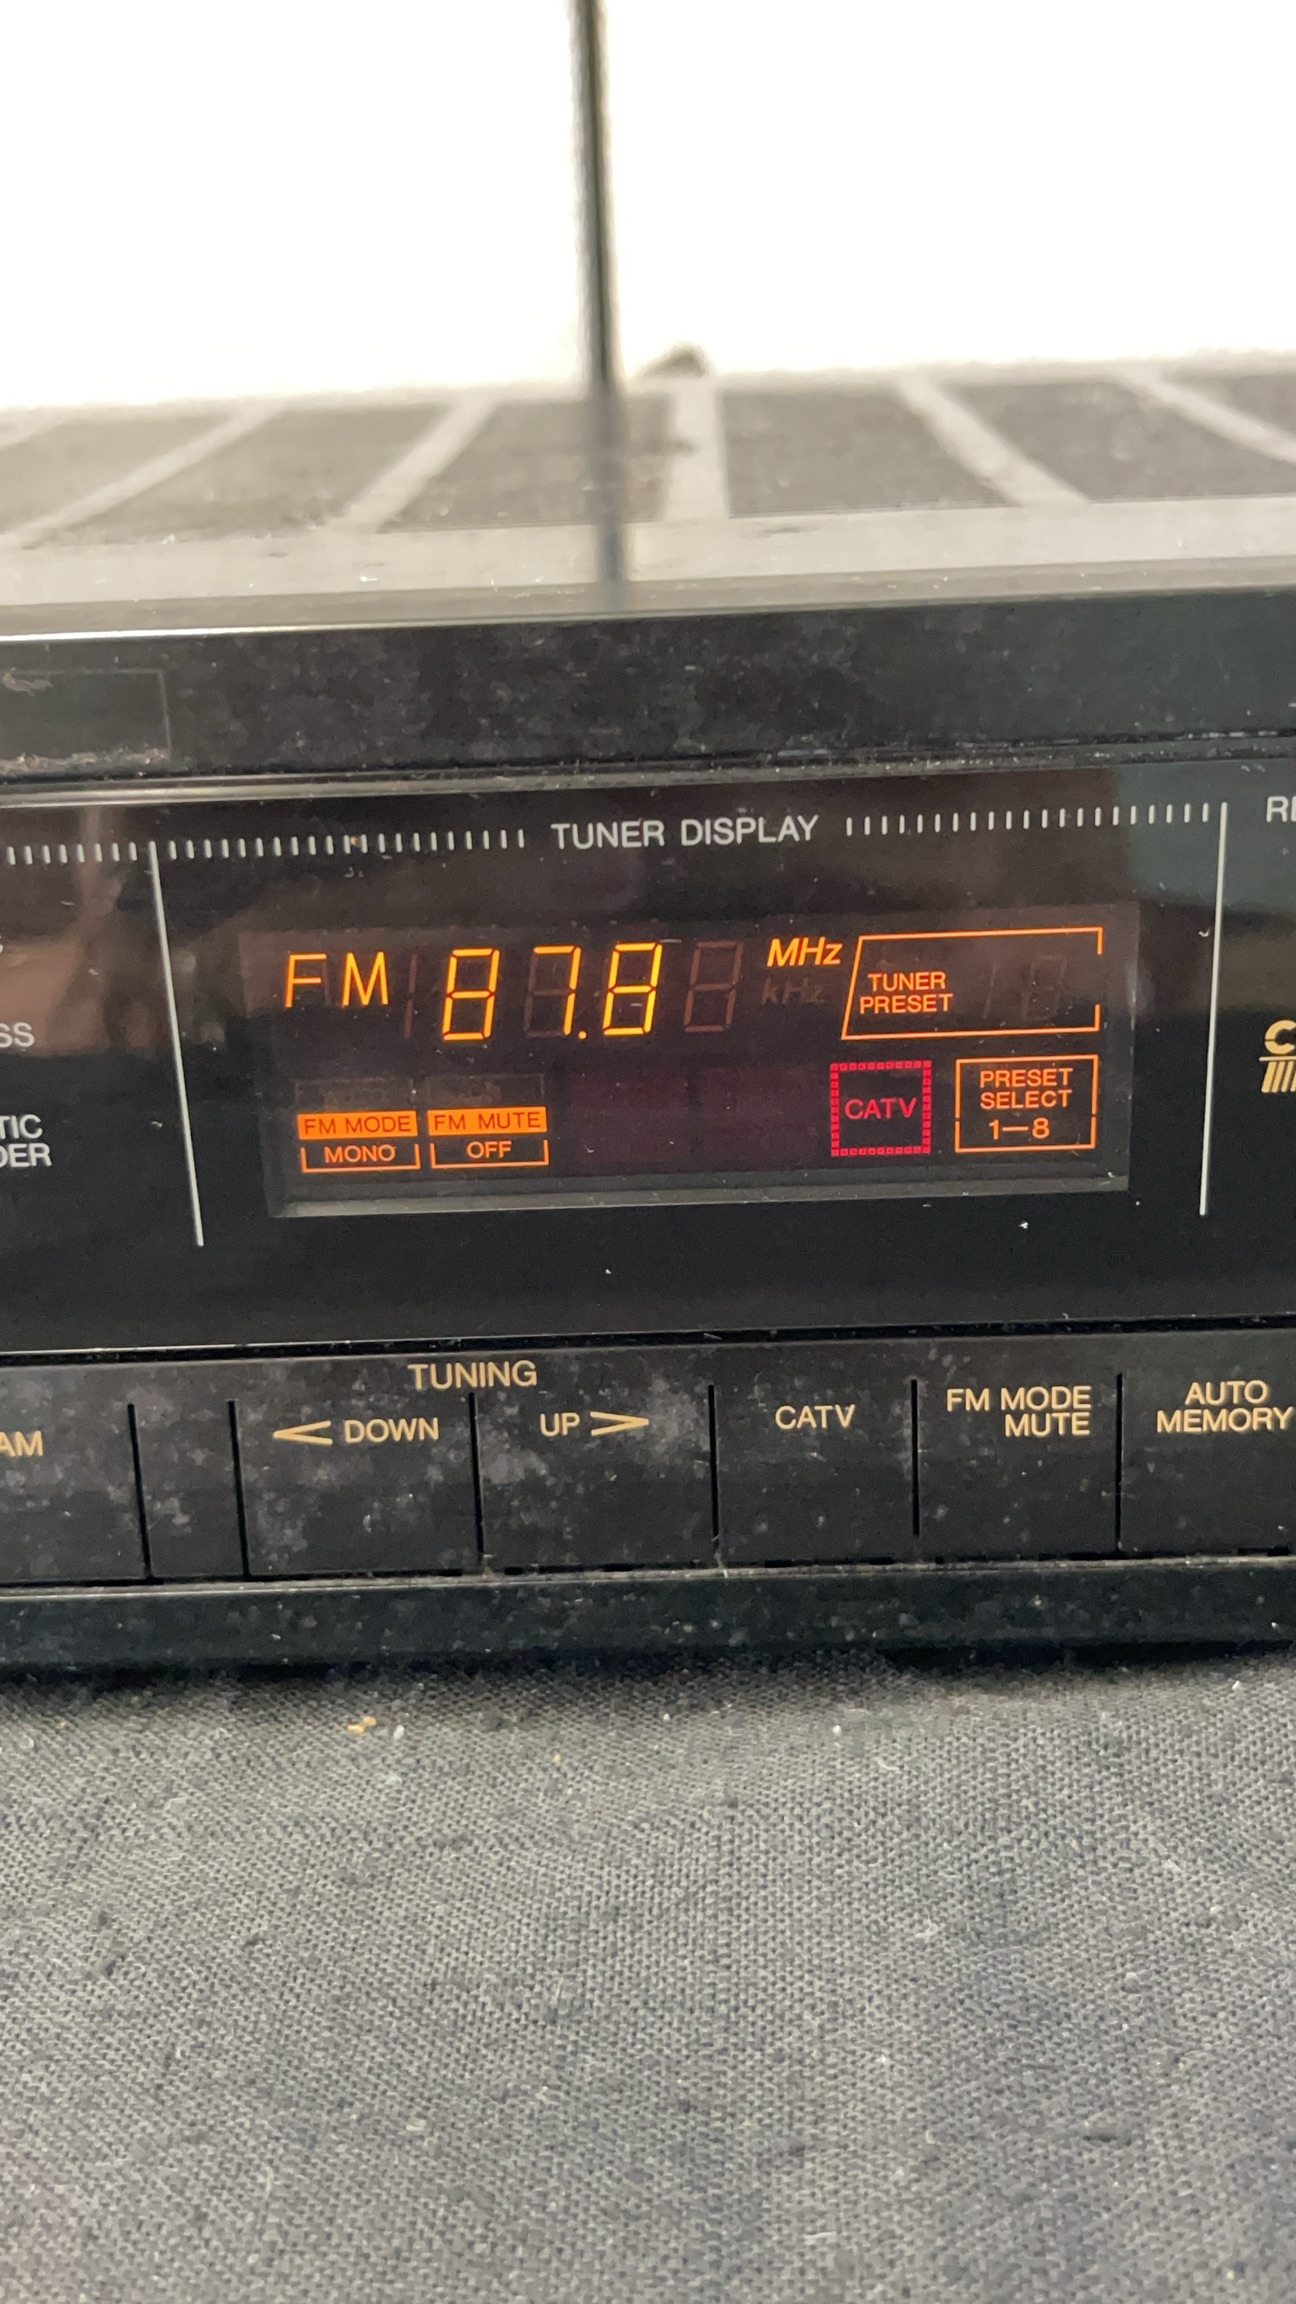 TUNER DISPLAY
FM 87.8 MHz
kHz
TUNER
PRESET
FM MODE
MONO
FM MUTE
OFF
CATV
PRESET
SELECT
1—8
SS
TIC
DER
TUNING
AM
< DOWN
UP >
CATV
FM MODE
MUTE
AUTO
MEMORY